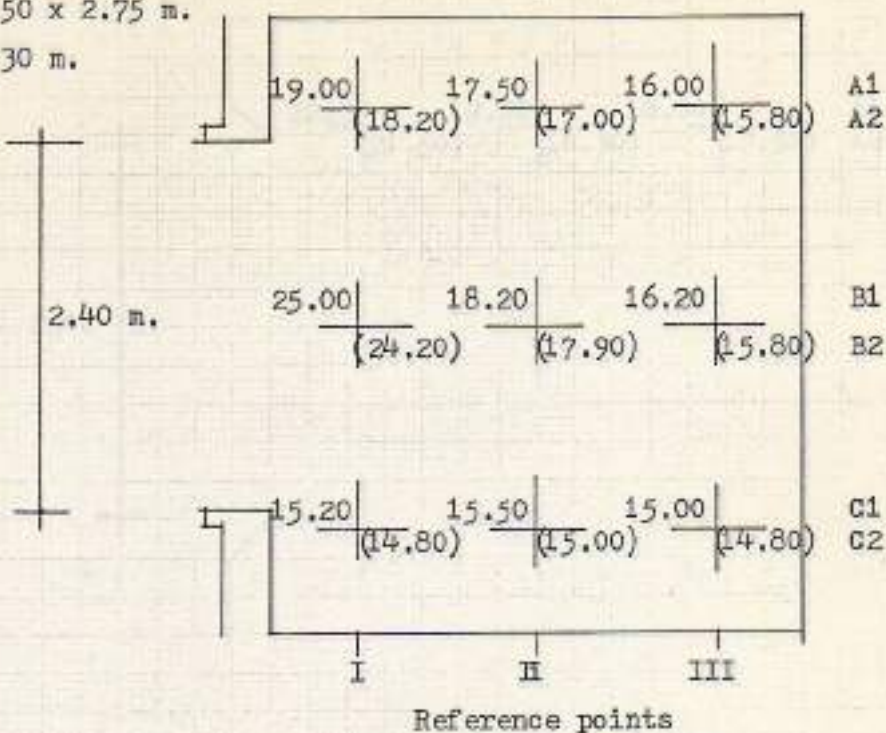 50 x 2.75 m.
30 m.
19.00 17.50 16.00 A1
(18.20) (17.00) (15.80) A2
25.00 18.20 16.20 B1
2.40 m.
(24.20) (17.90) (15.80) B2
15.20 15.50 15.00 C1
(14.80) (15.00) (14.80) C2
I II III
Reference points